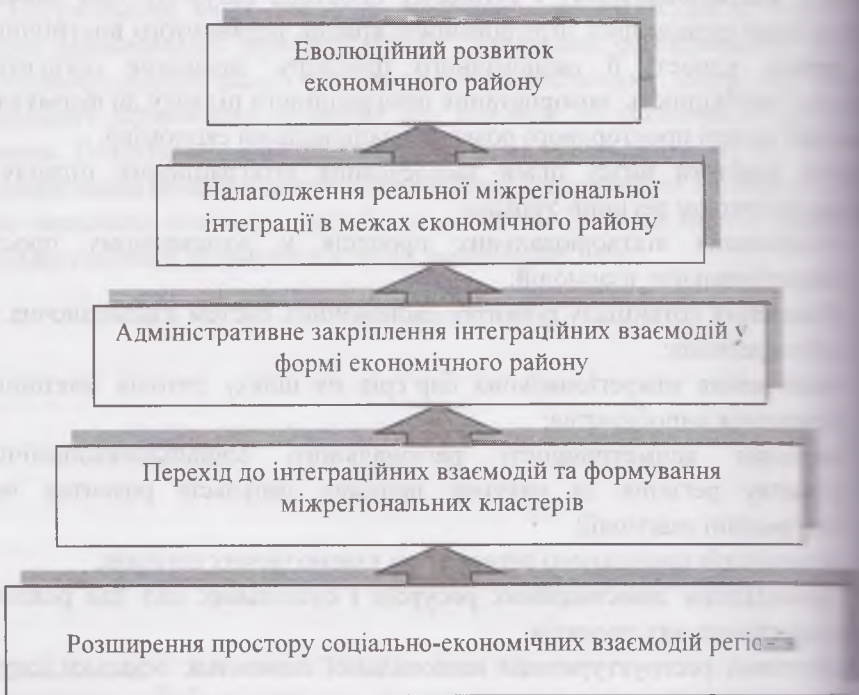 Еволюційний розвиток
економічного району
Налагодження реальної міжрегіональної
інтеграції в межах економічного району
Адміністративне закріплення інтеграційних взаємодій у
формі економічного району
Перехід до інтеграційних взаємодій та формування
міжрегіональних кластерів
Розширення простору соціально-економічних взаємодій